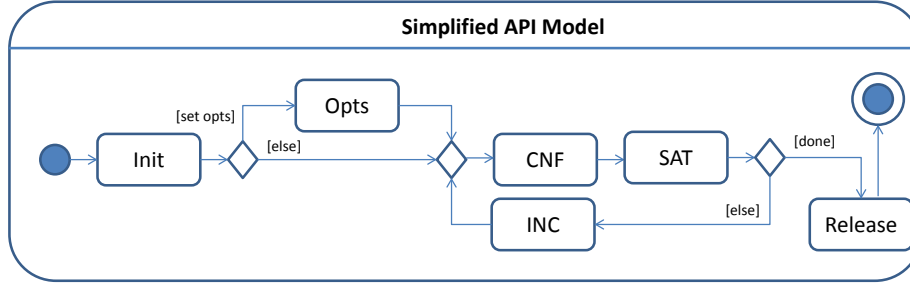 Simplified API Model
Opts
[set opts]
[else]
[done]
Init
CNF
SAT
[else]
INC
Release